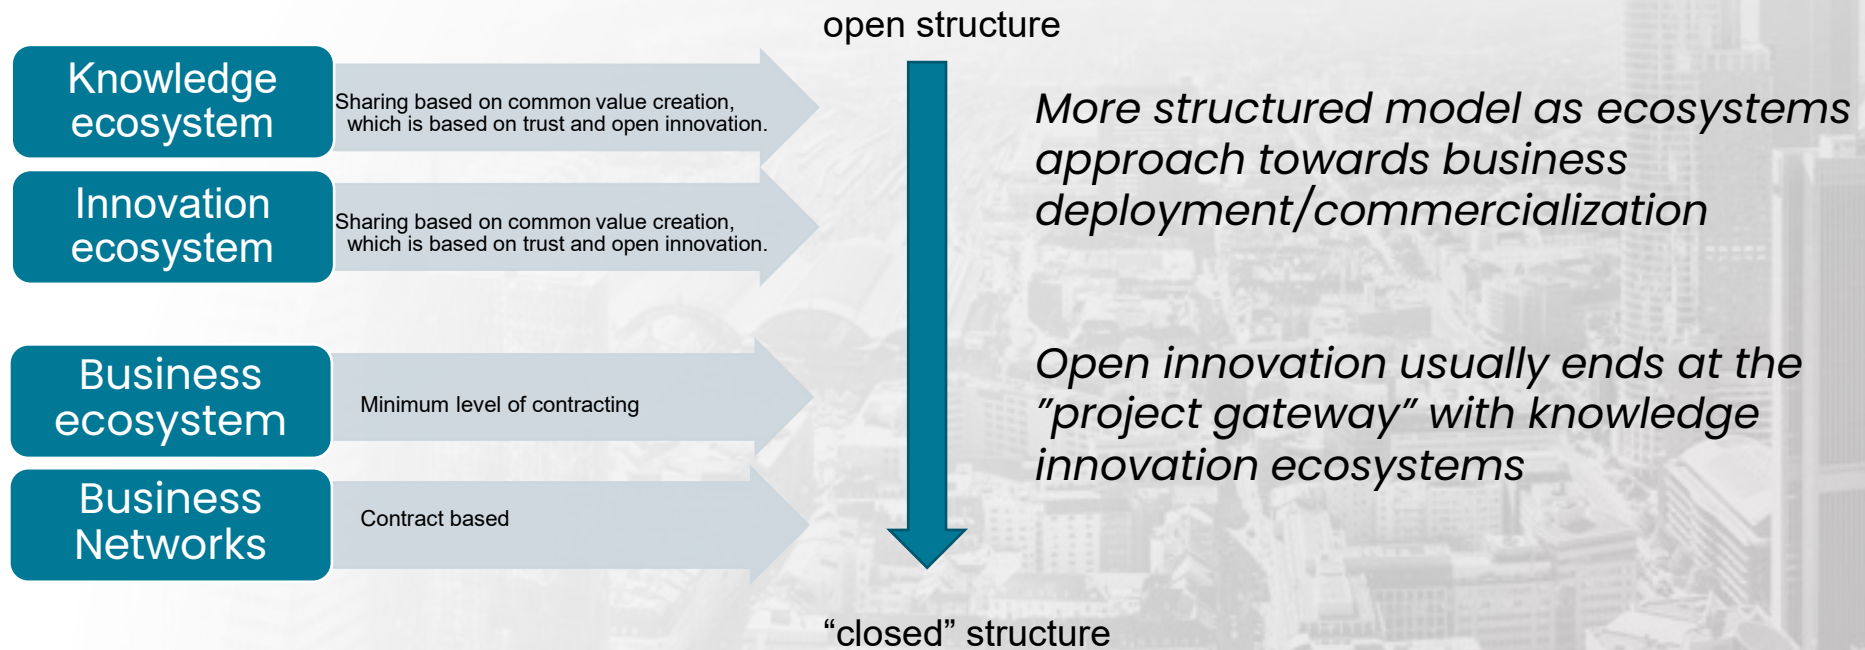 open structure
Knowledge
ecosystem
Sharing based on common value creation,
which is based on trust and open innovation.
Innovation
ecosystem
Sharing based on common value creation,
which is based on trust and open innovation.
Business
ecosystem
Minimum level of contracting
Business
Networks
Contract based
“closed” structure
More structured model as ecosystems
approach towards business
deployment/commercialization
Open innovation usually ends at the
”project gateway” with knowledge
innovation ecosystems